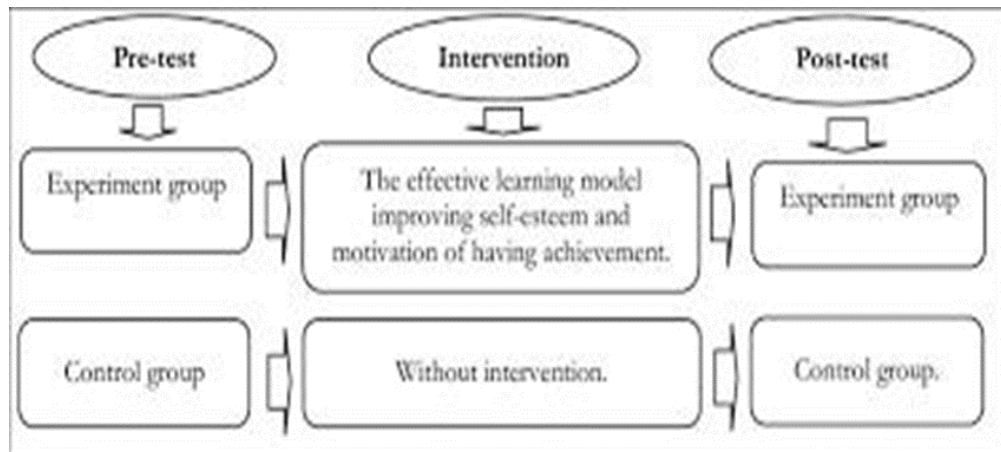 Pre-test
Intervention
Post-test
Experiment group
The effective learning model
improving self-esteem and
motivation of having achievement.
Experiment group
Control group
Without intervention.
Control group.